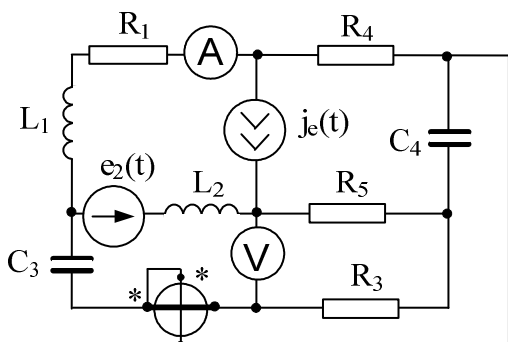 R₁
A
R₄
L₁
jₑ(t)
C₄
e₂(t)
L₂
R₅
C₃
V
*
*
R₃